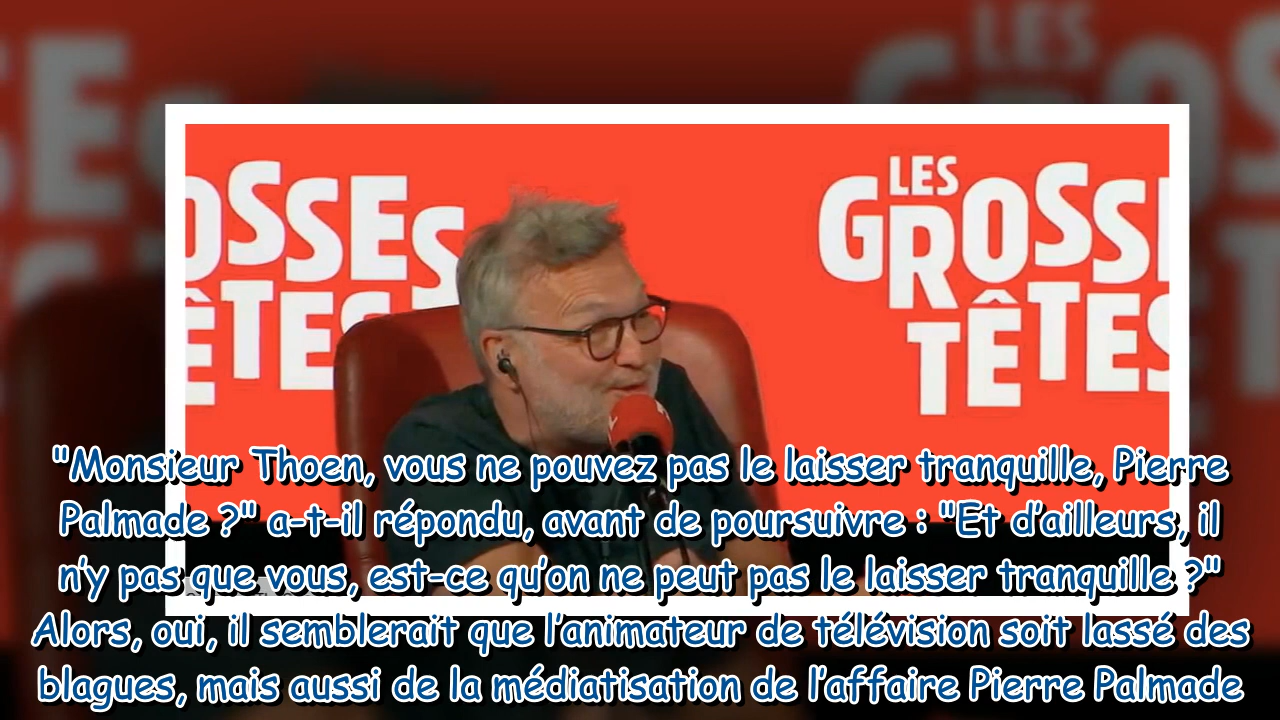 LES
GROSSES
TÊTES
OSSES
ÊTES
"Monsieur Thoen, vous ne pouvez pas le laisser tranquille, Pierre
Palmade ?" a-t-il répondu, avant de poursuivre : "Et d'ailleurs, il
n'y pas que vous, est-ce qu'on ne peut pas le laisser tranquille ?"
Alors, oui, il semblerait que l'animateur de télévision soit lassé des
blagues, mais aussi de la médiatisation de l'affaire Pierre Palmade